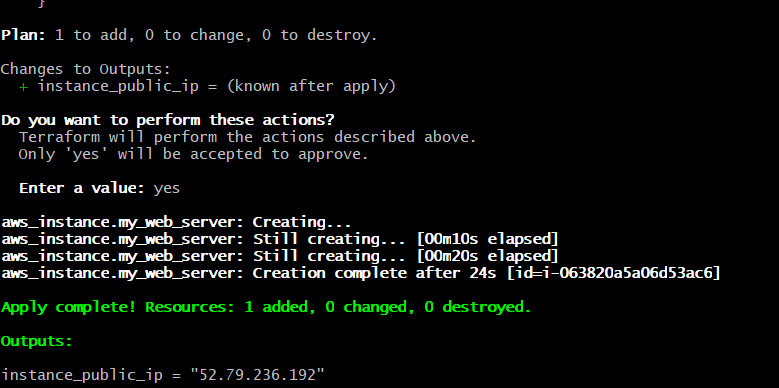 }
Plan: 1 to add, 0 to change, 0 to destroy.
Changes to Outputs:
+ instance_public_ip = (known after apply)
Do you want to perform these actions?
Terraform will perform the actions described above.
Only 'yes' will be accepted to approve.
Enter a value: yes
aws_instance.my_web_server: Creating...
aws_instance.my_web_server: Still creating... [00m10s elapsed]
aws_instance.my_web_server: Still creating... [00m20s elapsed]
aws_instance.my_web_server: Creation complete after 24s [id=i-063820a5a06d53ac6]
Apply complete! Resources: 1 added, 0 changed, 0 destroyed.
Outputs:
instance_public_ip = "52.79.236.192"